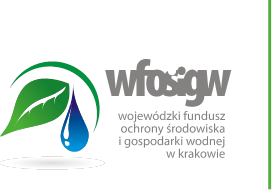 wfośigw
wojewódzki fundusz
ochrony środowiska
i gospodarki wodnej
w krakowie